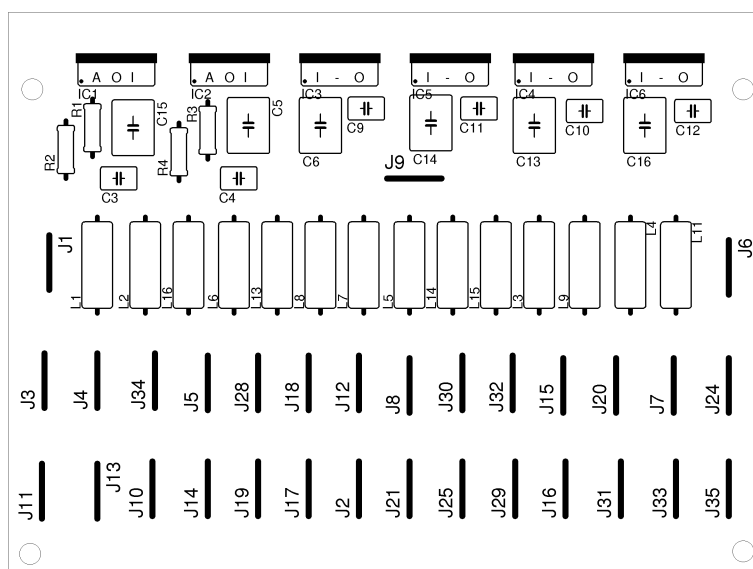 A O I
A O I
I - O
I - O
I - O
I - O
IC1
IC2
IC3
IC5
IC4
IC6
R1
C15
R3
C5
C9
C11
C10
C12
R2
R4
C6
C14
C13
C16
J9
C3
C4
J1
L4
L11
J6
L1
L2
L16
L6
L13
L8
L7
L5
L14
L15
L3
L9
J3
J4
J34
J5
J28
J18
J12
J8
J30
J32
J15
J20
J7
J24
J11
J13
J10
J14
J19
J17
J2
J21
J25
J29
J16
J31
J33
J35